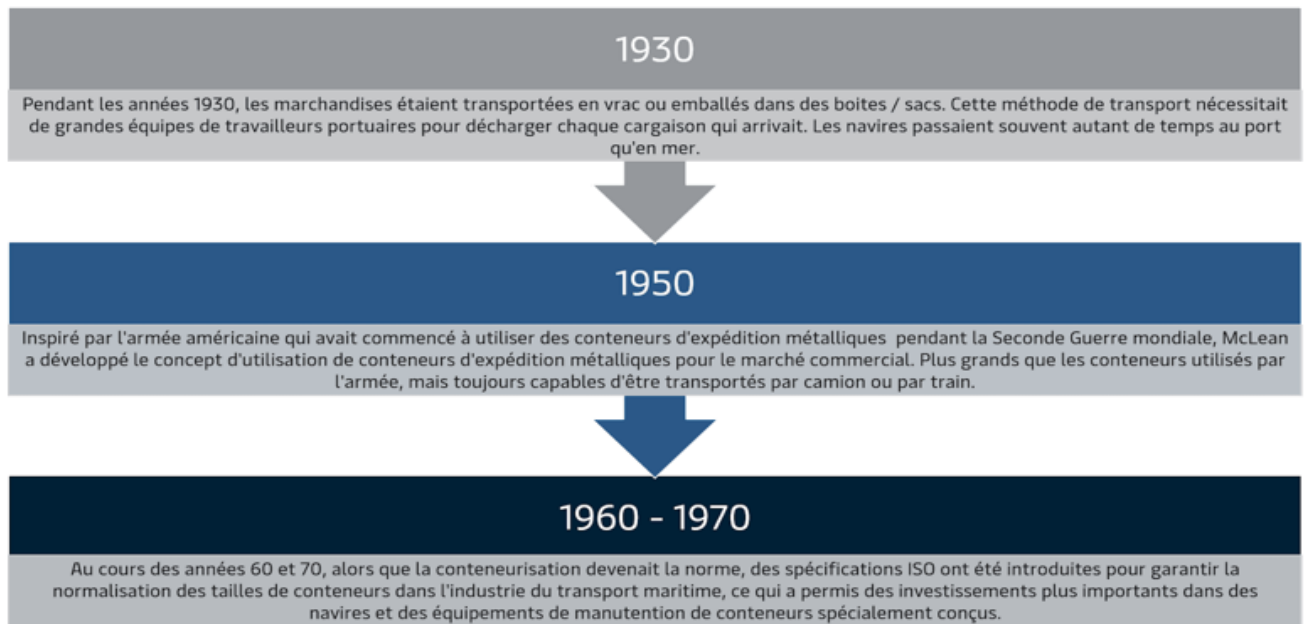 1930
Pendant les années 1930, les marchandises étaient transportées en vrac ou emballés dans des boites / sacs. Cette méthode de transport nécessitait
de grandes équipes de travailleurs portuaires pour décharger chaque cargaison qui arrivait. Les navires passaient souvent autant de temps au port
qu'en mer.
1950
Inspiré par l'armée américaine qui avait commencé à utiliser des conteneurs d'expédition métalliques pendant la Seconde Guerre mondiale, McLean
a développé le concept d'utilisation de conteneurs d'expédition métalliques pour le marché commercial. Plus grands que les conteneurs utilisés par
l'armée, mais toujours capables d'être transportés par camion ou par train.
1960 - 1970
Au cours des années 60 et 70, alors que la conteneurisation devenait la norme, des spécifications ISO ont été introduites pour garantir la
normalisation des tailles de conteneurs dans l'industrie du transport maritime, ce qui a permis des investissements plus importants dans des
navires et des équipements de manutention de conteneurs spécialement conçus.